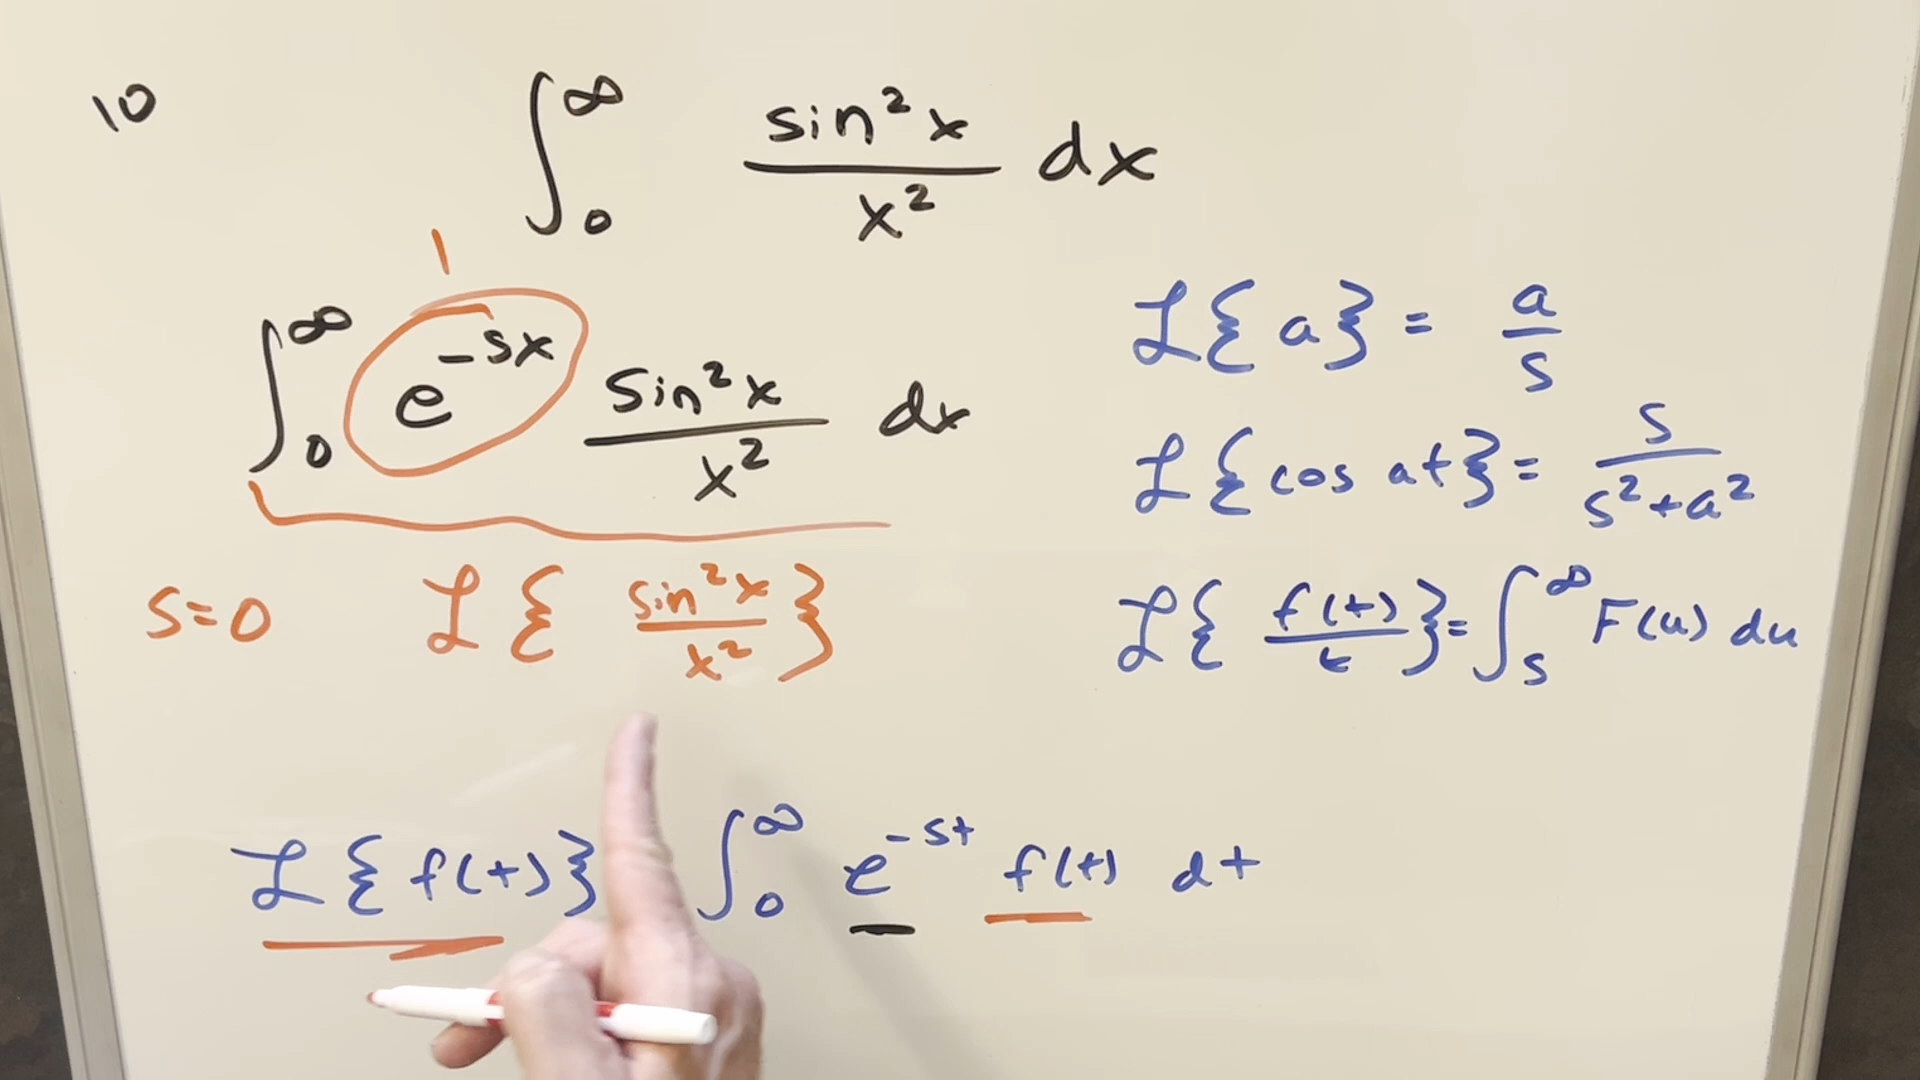 10
∫₀^∞ sin²x / x² dx
1
∫₀^∞ e^(-sx) sin²x / x² dx
s=0 ℒ{ sin²x / x² }
ℒ{a} = a / s
ℒ{cos at} = s / (s²+a²)
ℒ{ f(t) / t } = ∫ₛ^∞ F(u) du
ℒ{f(t)} ∫₀^∞ e^(-st) f(t) dt